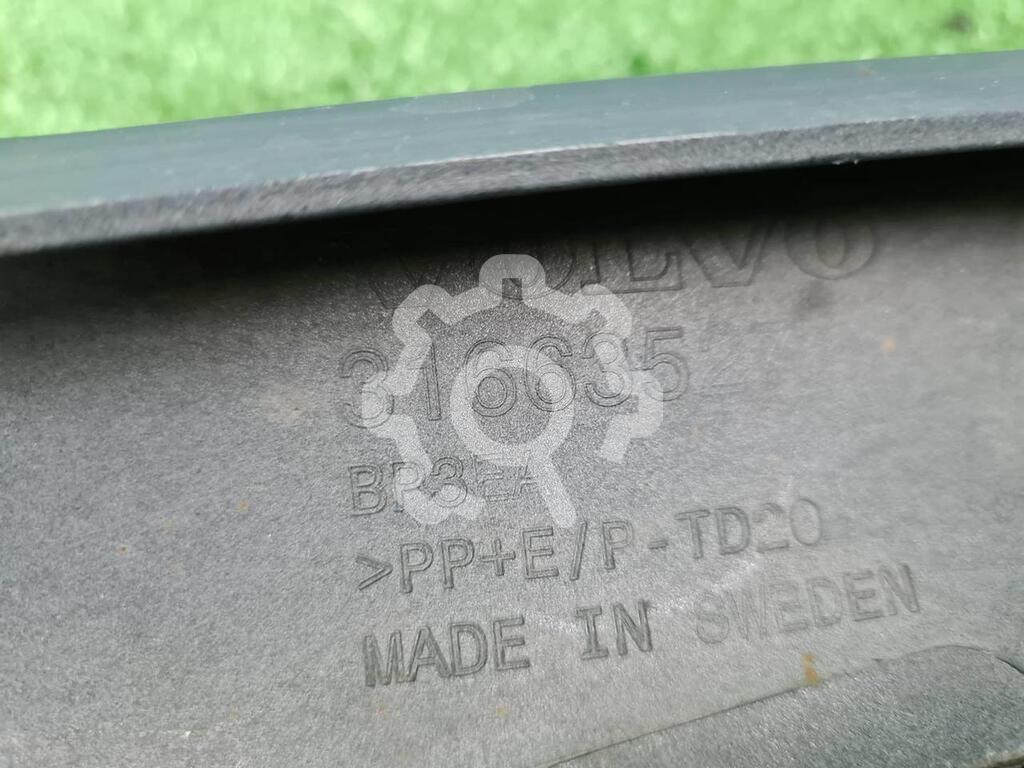 VOLVO
316635
>PP+E/P-TD20
MADE IN SWEDEN